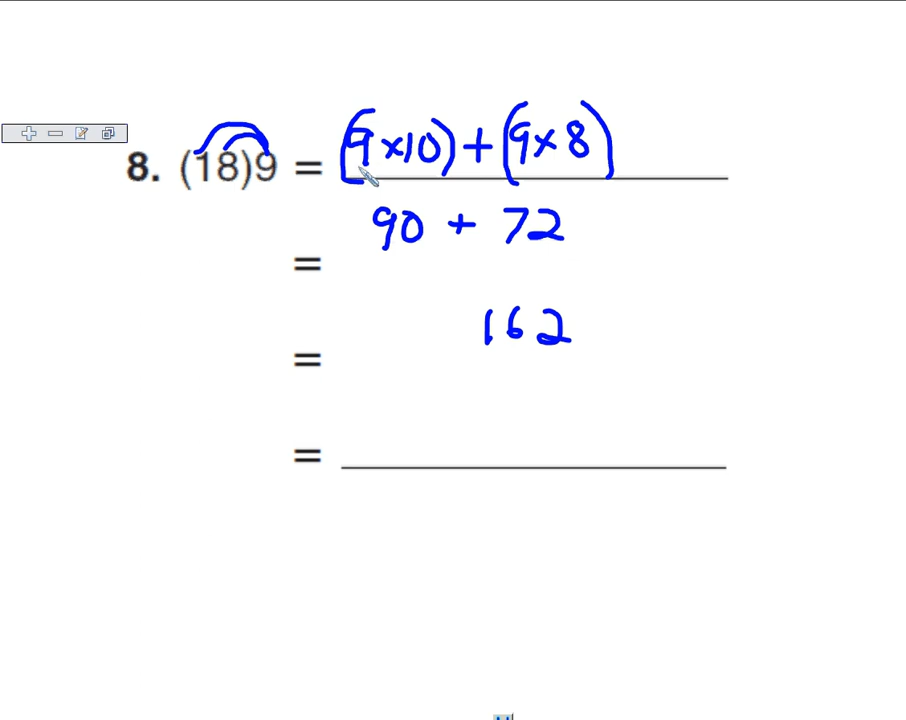 8. (18)9 = (9 x 10) + (9 x 8)
90 + 72
=
162
=
=